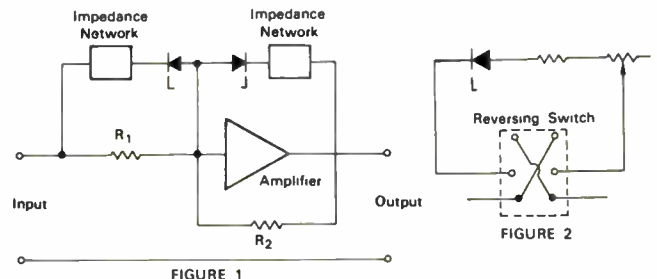 Impedance
Network
Impedance
Network
R1
Amplifier
Input
Output
R2
FIGURE 1
Reversing Switch
FIGURE 2